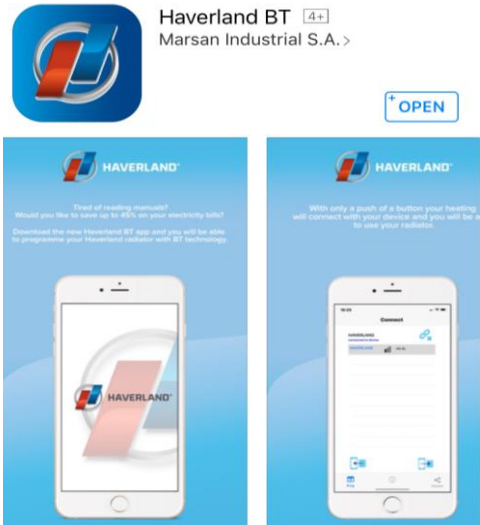 Haverland BT 4+
Marsan Industrial S.A. >
+ OPEN
HAVERLAND
Tired of reading manuals?
Would you like to save up to 45% on your electricity bills?
Download the new Haverland BT app and you will be able
to programme your Haverland radiator with BT technology.
HAVERLAND
HAVERLAND
With only a push of a button your heating
will connect with your device and you will be a
to use your radiator.
Connect
HAVERLAND
HAVERLAND